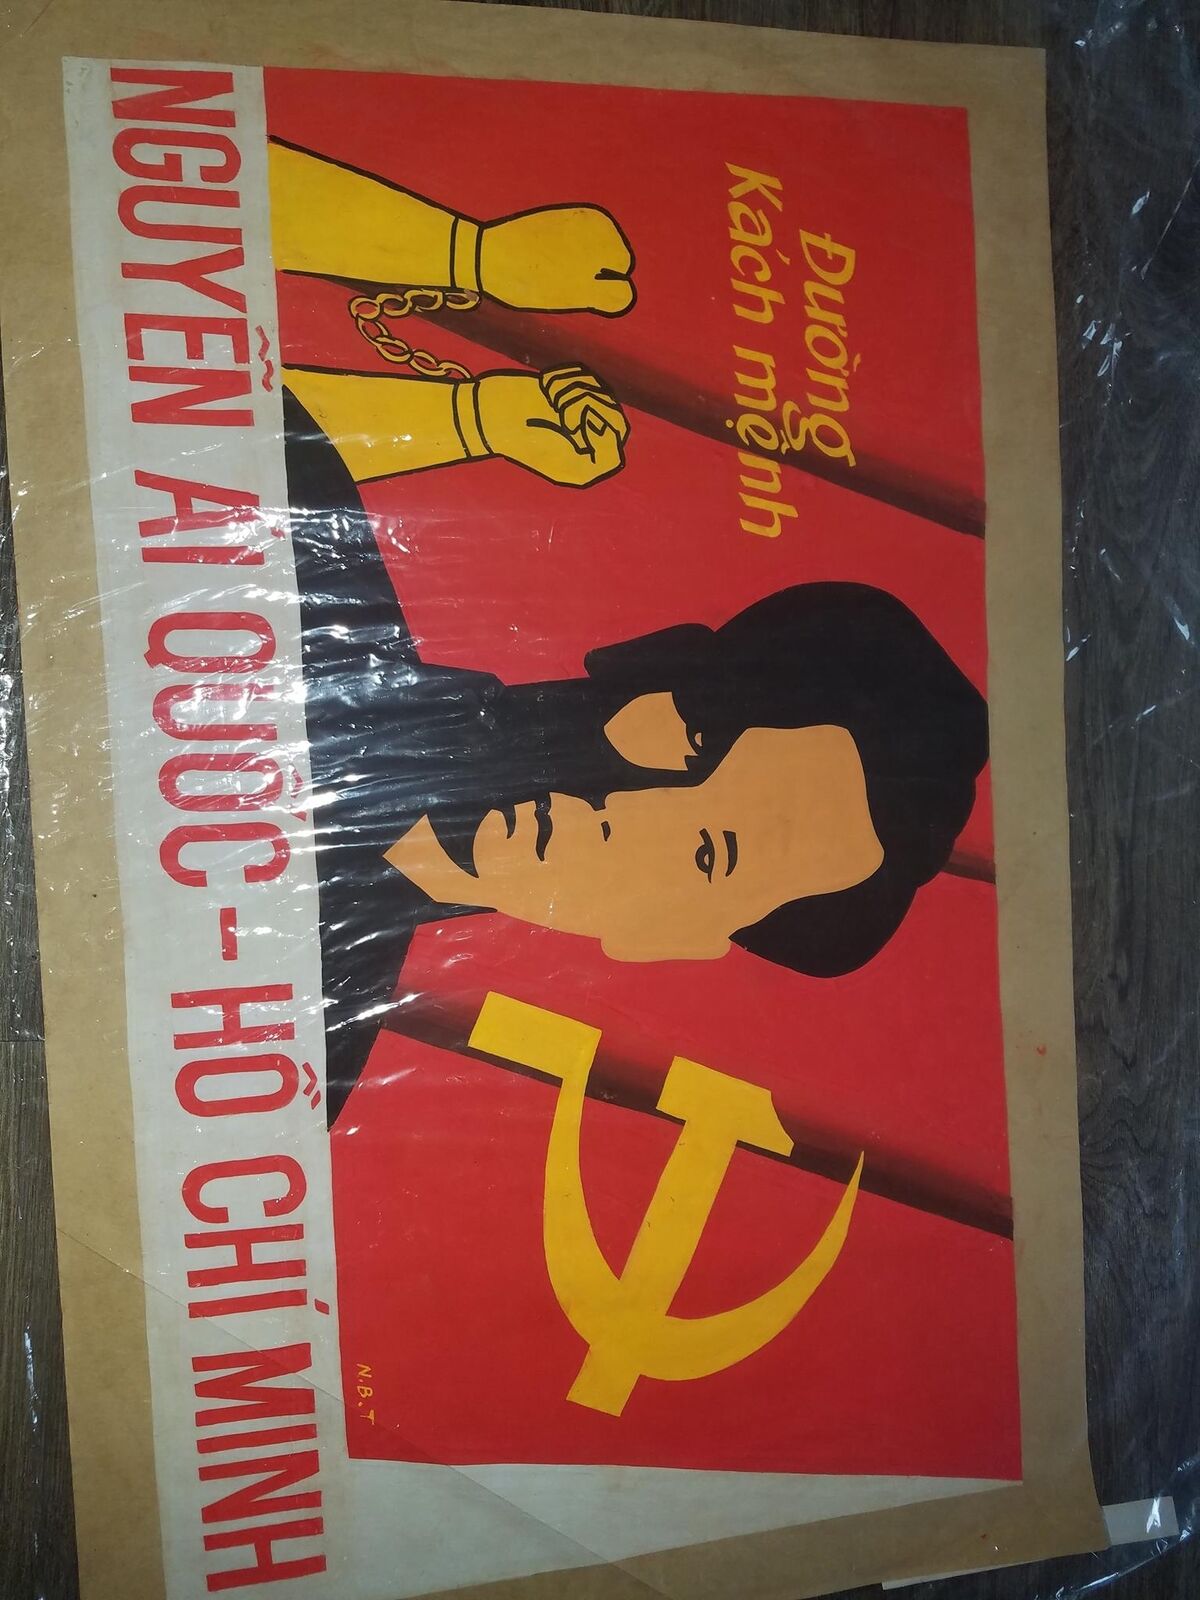 Đường
Kách mệnh
N.B.T
NGUYỄN ÁI QUỐC – HỒ CHÍ MINH